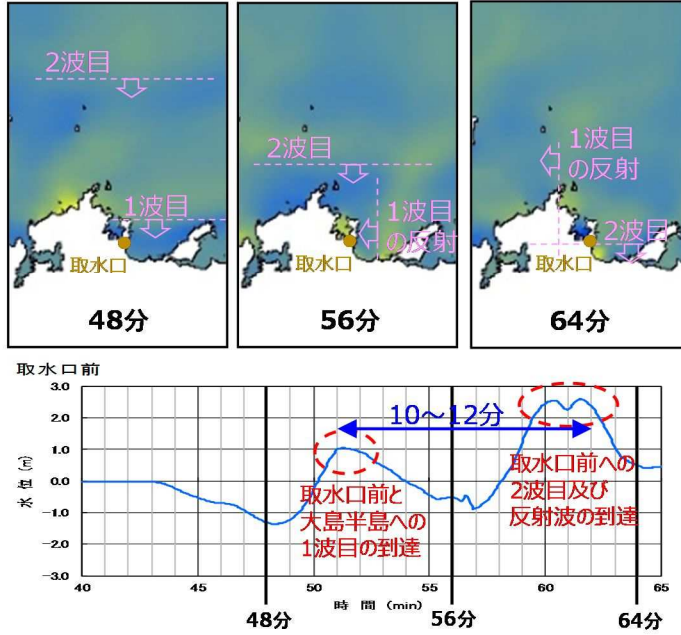 2波目
1波目
取水口
48分
2波目
1波目
の反射
取水口
56分
1波目
の反射
2波目
取水口
64分
取水口前
3.0
2.0
1.0
0.0
-1.0
-2.0
-3.0
水位 (m)
10～12分
取水口前と
大島半島への
1波目の到達
取水口前への
2波目及び
反射波の到達
40
45
50
55
60
65
時間 (min)
48分
56分
64分